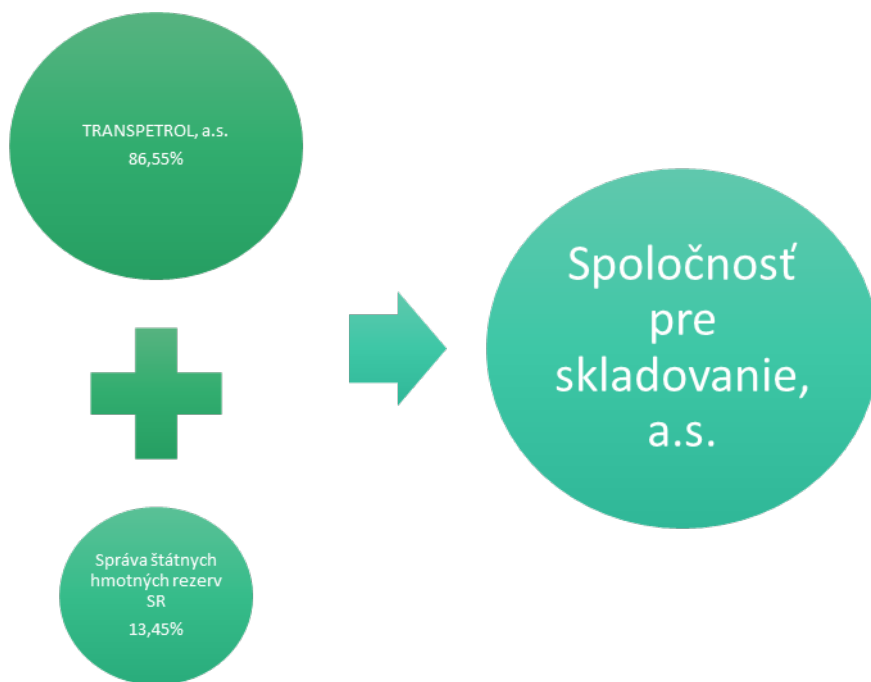 TRANSPETROL, a.s.
86,55%
Správa štátnych
hmotných rezerv
SR
13,45%
Spoločnosť
pre
skladovanie,
a.s.